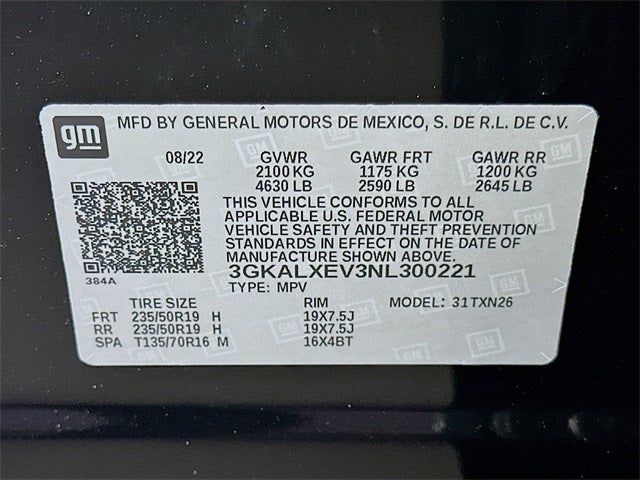 gm MFD BY GENERAL MOTORS DE MEXICO, S. DE R.L. DE C.V.
08/22 GVWR GAWR FRT GAWR RR
2100 KG 1175 KG 1200 KG
4630 LB 2590 LB 2645 LB
THIS VEHICLE CONFORMS TO ALL
APPLICABLE U.S. FEDERAL MOTOR
VEHICLE SAFETY AND THEFT PREVENTION
STANDARDS IN EFFECT ON THE DATE OF
MANUFACTURE SHOWN ABOVE.
3GKALXEV3NL300221
384A
TYPE: MPV
TIRE SIZE RIM MODEL: 31TXN26
FRT 235/50R19 H 19X7.5J
RR 235/50R19 H 19X7.5J
SPA T135/70R16 M 16X4BT